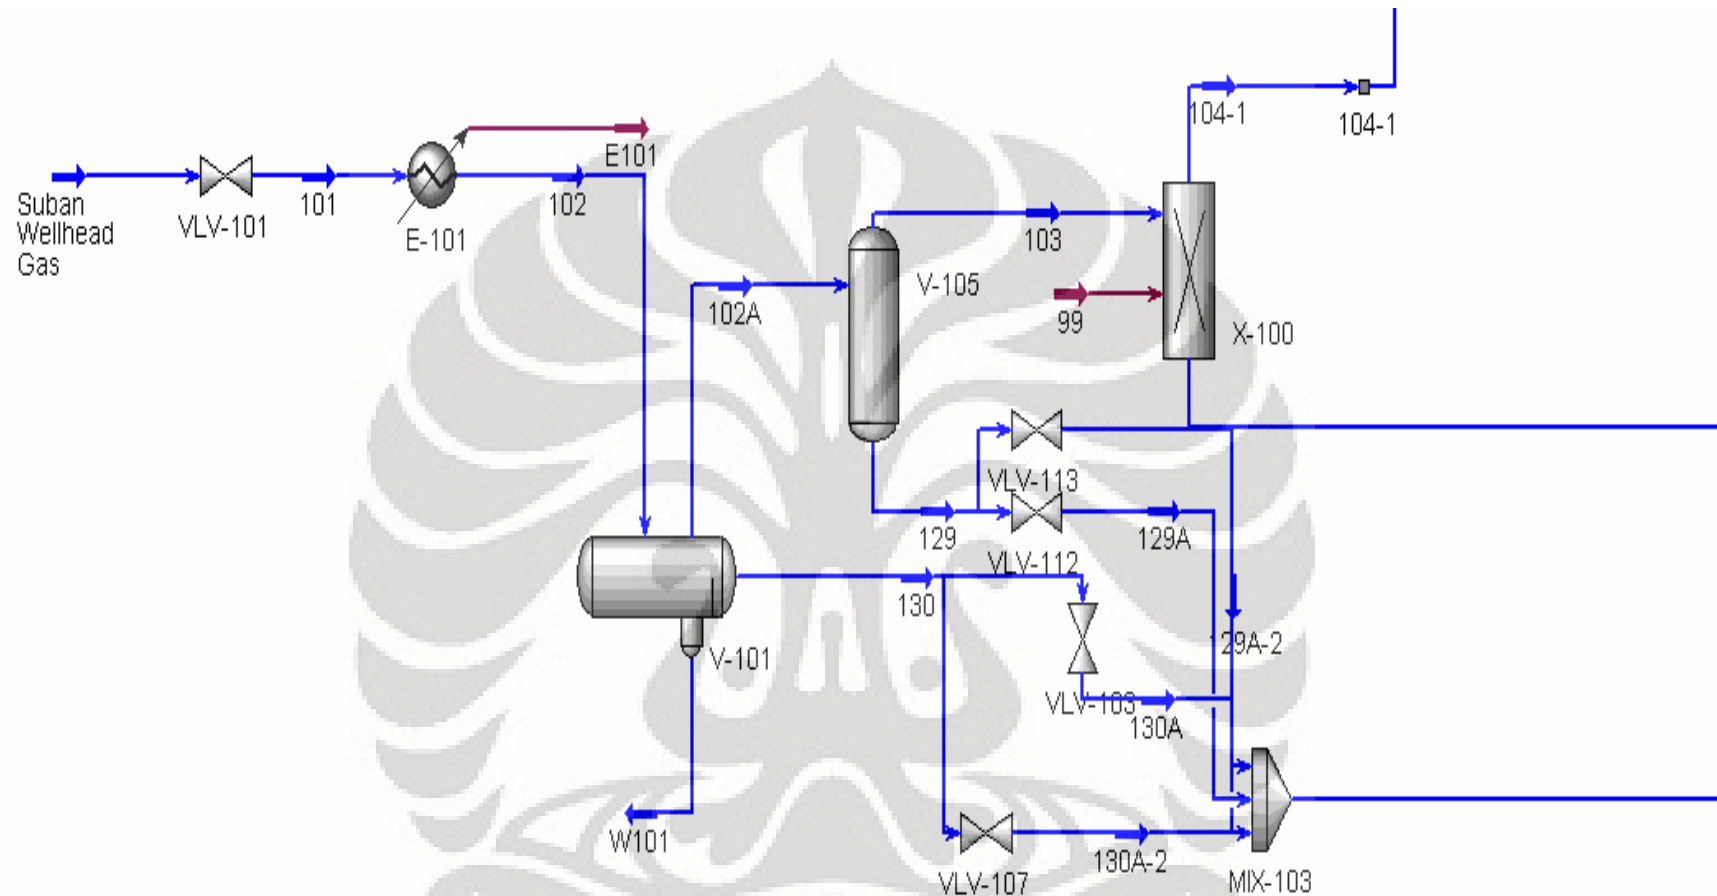 104-1
104-1
E101
Suban
Wellhead
Gas
VLV-101
101
E-101
102
103
V-105
102A
99
X-100
VLV-113
129
129A
VLV-112
130
129A-2
V-101
VLV-103
130A
W101
VLV-107
130A-2
MIX-103